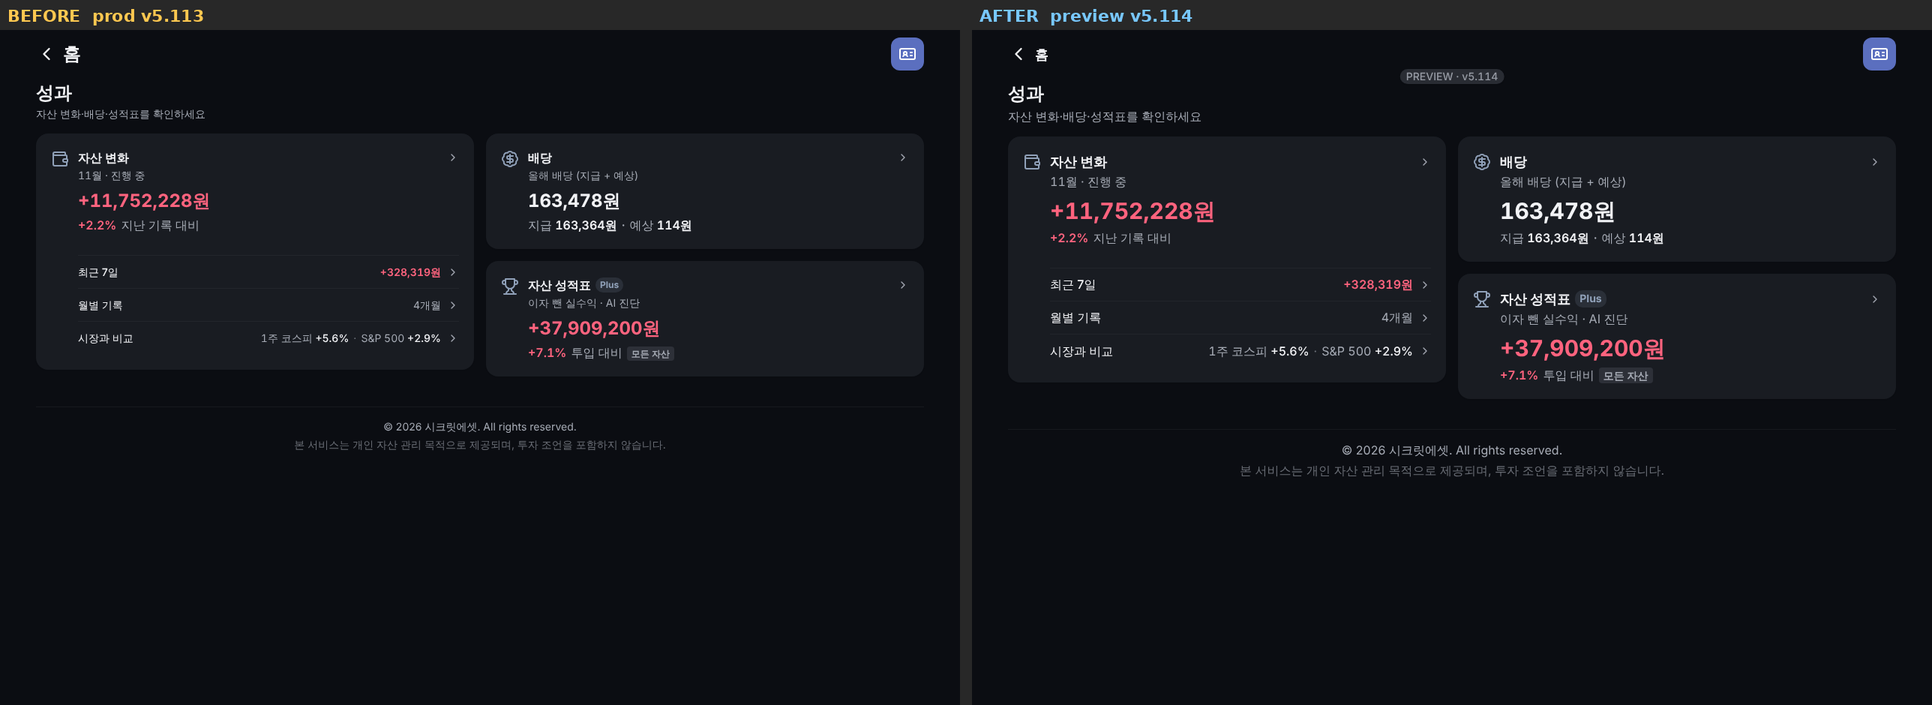 BEFORE prod v5.113
홈
성과
자산 변화·배당·성적표를 확인하세요
자산 변화
11월 · 진행 중
+11,752,228원
+2.2% 지난 기록 대비
최근 7일 +328,319원
월별 기록 4개월
시장과 비교 1주 코스피 +5.6% · S&P 500 +2.9%
배당
올해 배당 (지급 + 예상)
163,478원
지급 163,364원 · 예상 114원
자산 성적표 Plus
이자 뺀 실수익 · AI 진단
+37,909,200원
+7.1% 투입 대비 모든 자산
© 2026 시크릿에셋. All rights reserved.
본 서비스는 개인 자산 관리 목적으로 제공되며, 투자 조언을 포함하지 않습니다.
AFTER preview v5.114
홈
PREVIEW · v5.114
성과
자산 변화·배당·성적표를 확인하세요
자산 변화
11월 · 진행 중
+11,752,228원
+2.2% 지난 기록 대비
최근 7일 +328,319원
월별 기록 4개월
시장과 비교 1주 코스피 +5.6% · S&P 500 +2.9%
배당
올해 배당 (지급 + 예상)
163,478원
지급 163,364원 · 예상 114원
자산 성적표 Plus
이자 뺀 실수익 · AI 진단
+37,909,200원
+7.1% 투입 대비 모든 자산
© 2026 시크릿에셋. All rights reserved.
본 서비스는 개인 자산 관리 목적으로 제공되며, 투자 조언을 포함하지 않습니다.